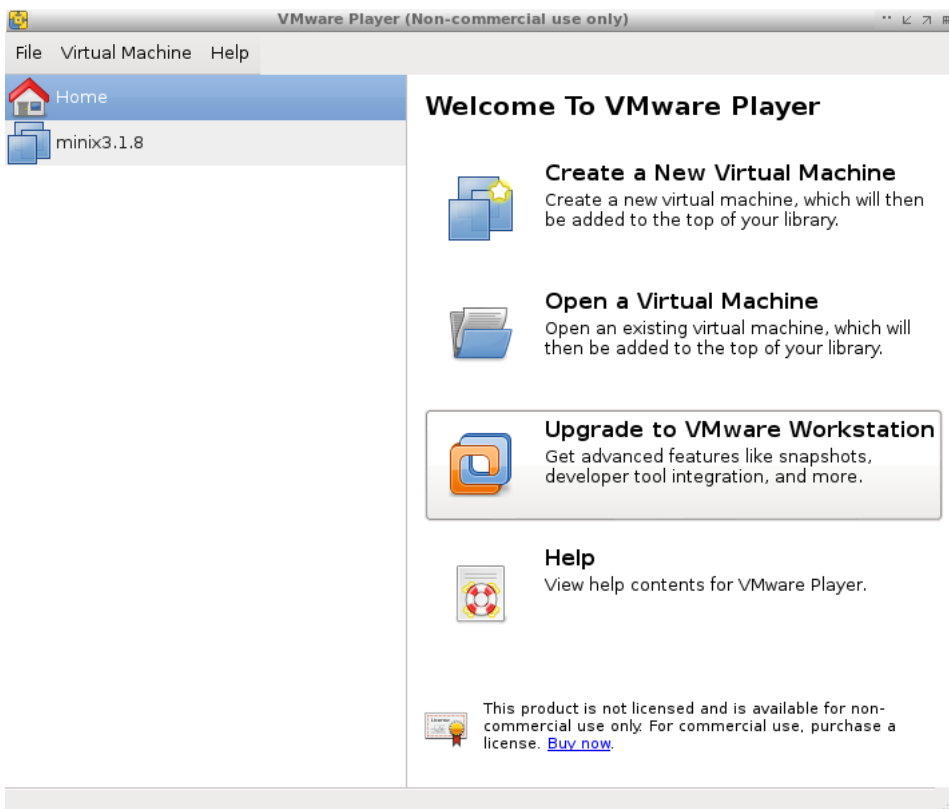 VMware Player (Non-commercial use only)
File Virtual Machine Help
Home
minix3.1.8
Welcome To VMware Player
Create a New Virtual Machine
Create a new virtual machine, which will then
be added to the top of your library.
Open a Virtual Machine
Open an existing virtual machine, which will
then be added to the top of your library.
Upgrade to VMware Workstation
Get advanced features like snapshots,
developer tool integration, and more.
Help
View help contents for VMware Player.
This product is not licensed and is available for non-
commercial use only. For commercial use, purchase a
license. Buy now.